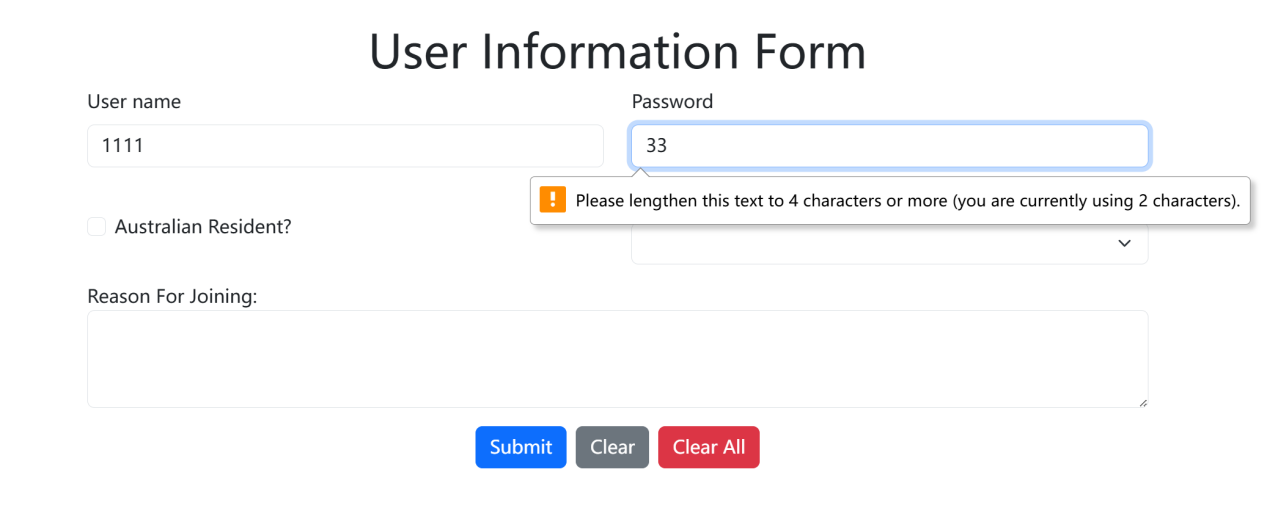 User Information Form
User name
Password
1111
33
! Please lengthen this text to 4 characters or more (you are currently using 2 characters).
Australian Resident?
Reason For Joining:
Submit
Clear
Clear All